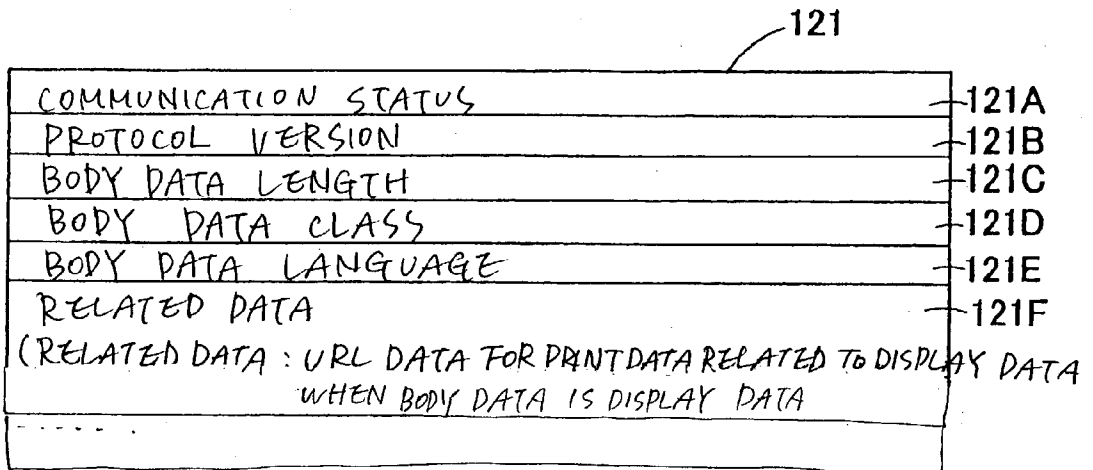 121
COMMUNICATION STATUS 121A
PROTOCOL VERSION 121B
BODY DATA LENGTH 121C
BODY DATA CLASS 121D
BODY DATA LANGUAGE 121E
RELATED DATA 121F
(RELATED DATA : URL DATA FOR PRINT DATA RELATED TO DISPLAY DATA
WHEN BODY DATA IS DISPLAY DATA